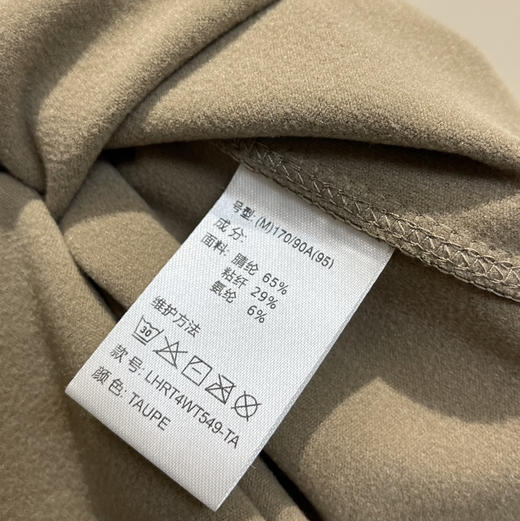 号型: (M)170/90A(95)
成分:
面料: 腈纶 65%
粘纤 29%
氨纶 6%
维护方法
30
款号: LHRT4WT549-TA
颜色: TAUPE